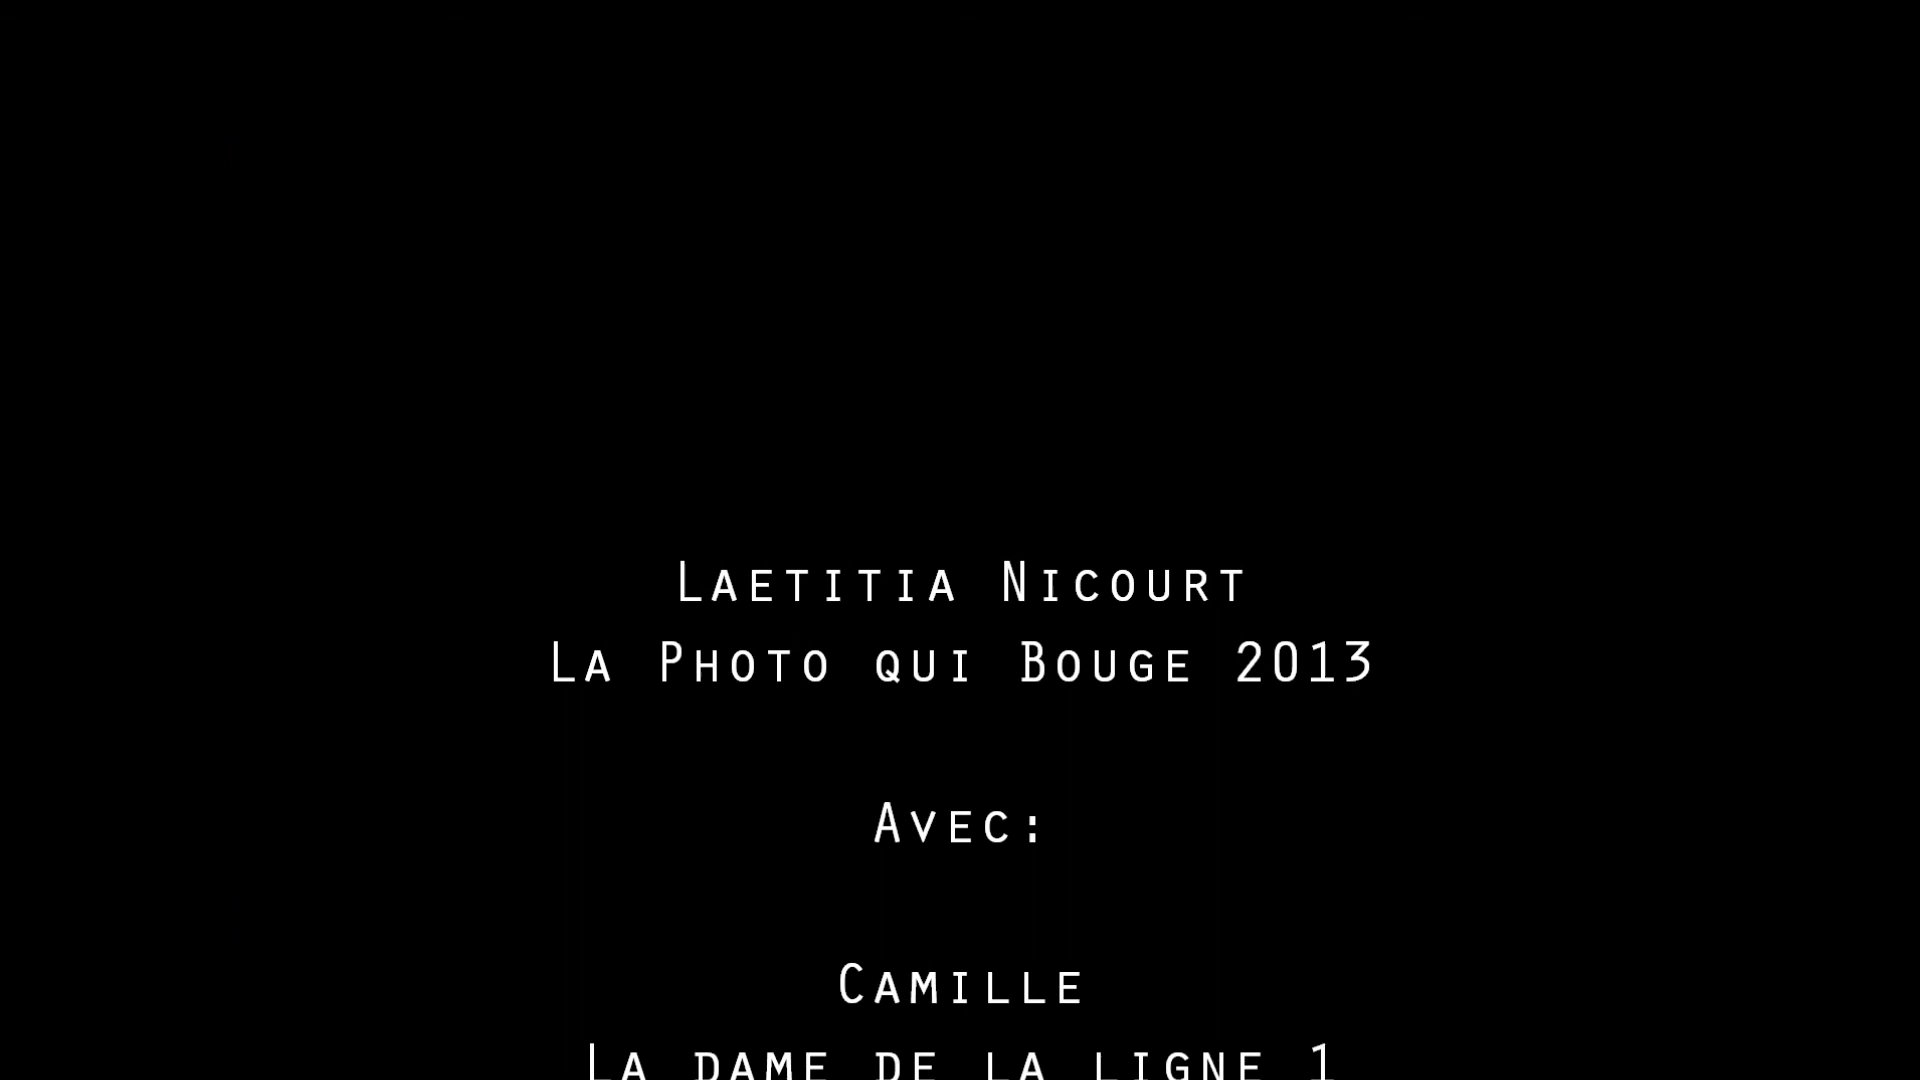 Laetitia Nicourt
La Photo qui Bouge 2013
Avec:
Camille
La dame de la ligne 1